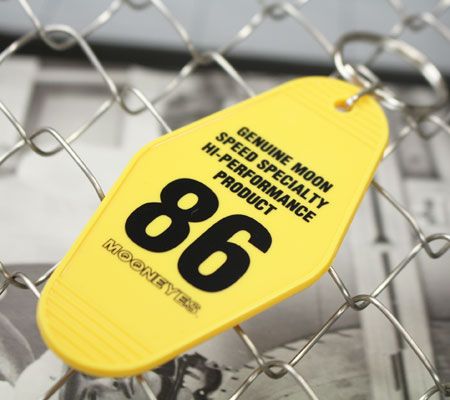 GENUINE MOON
SPEED SPECIALTY
HI-PERFORMANCE
PRODUCT
86
MOONEYES